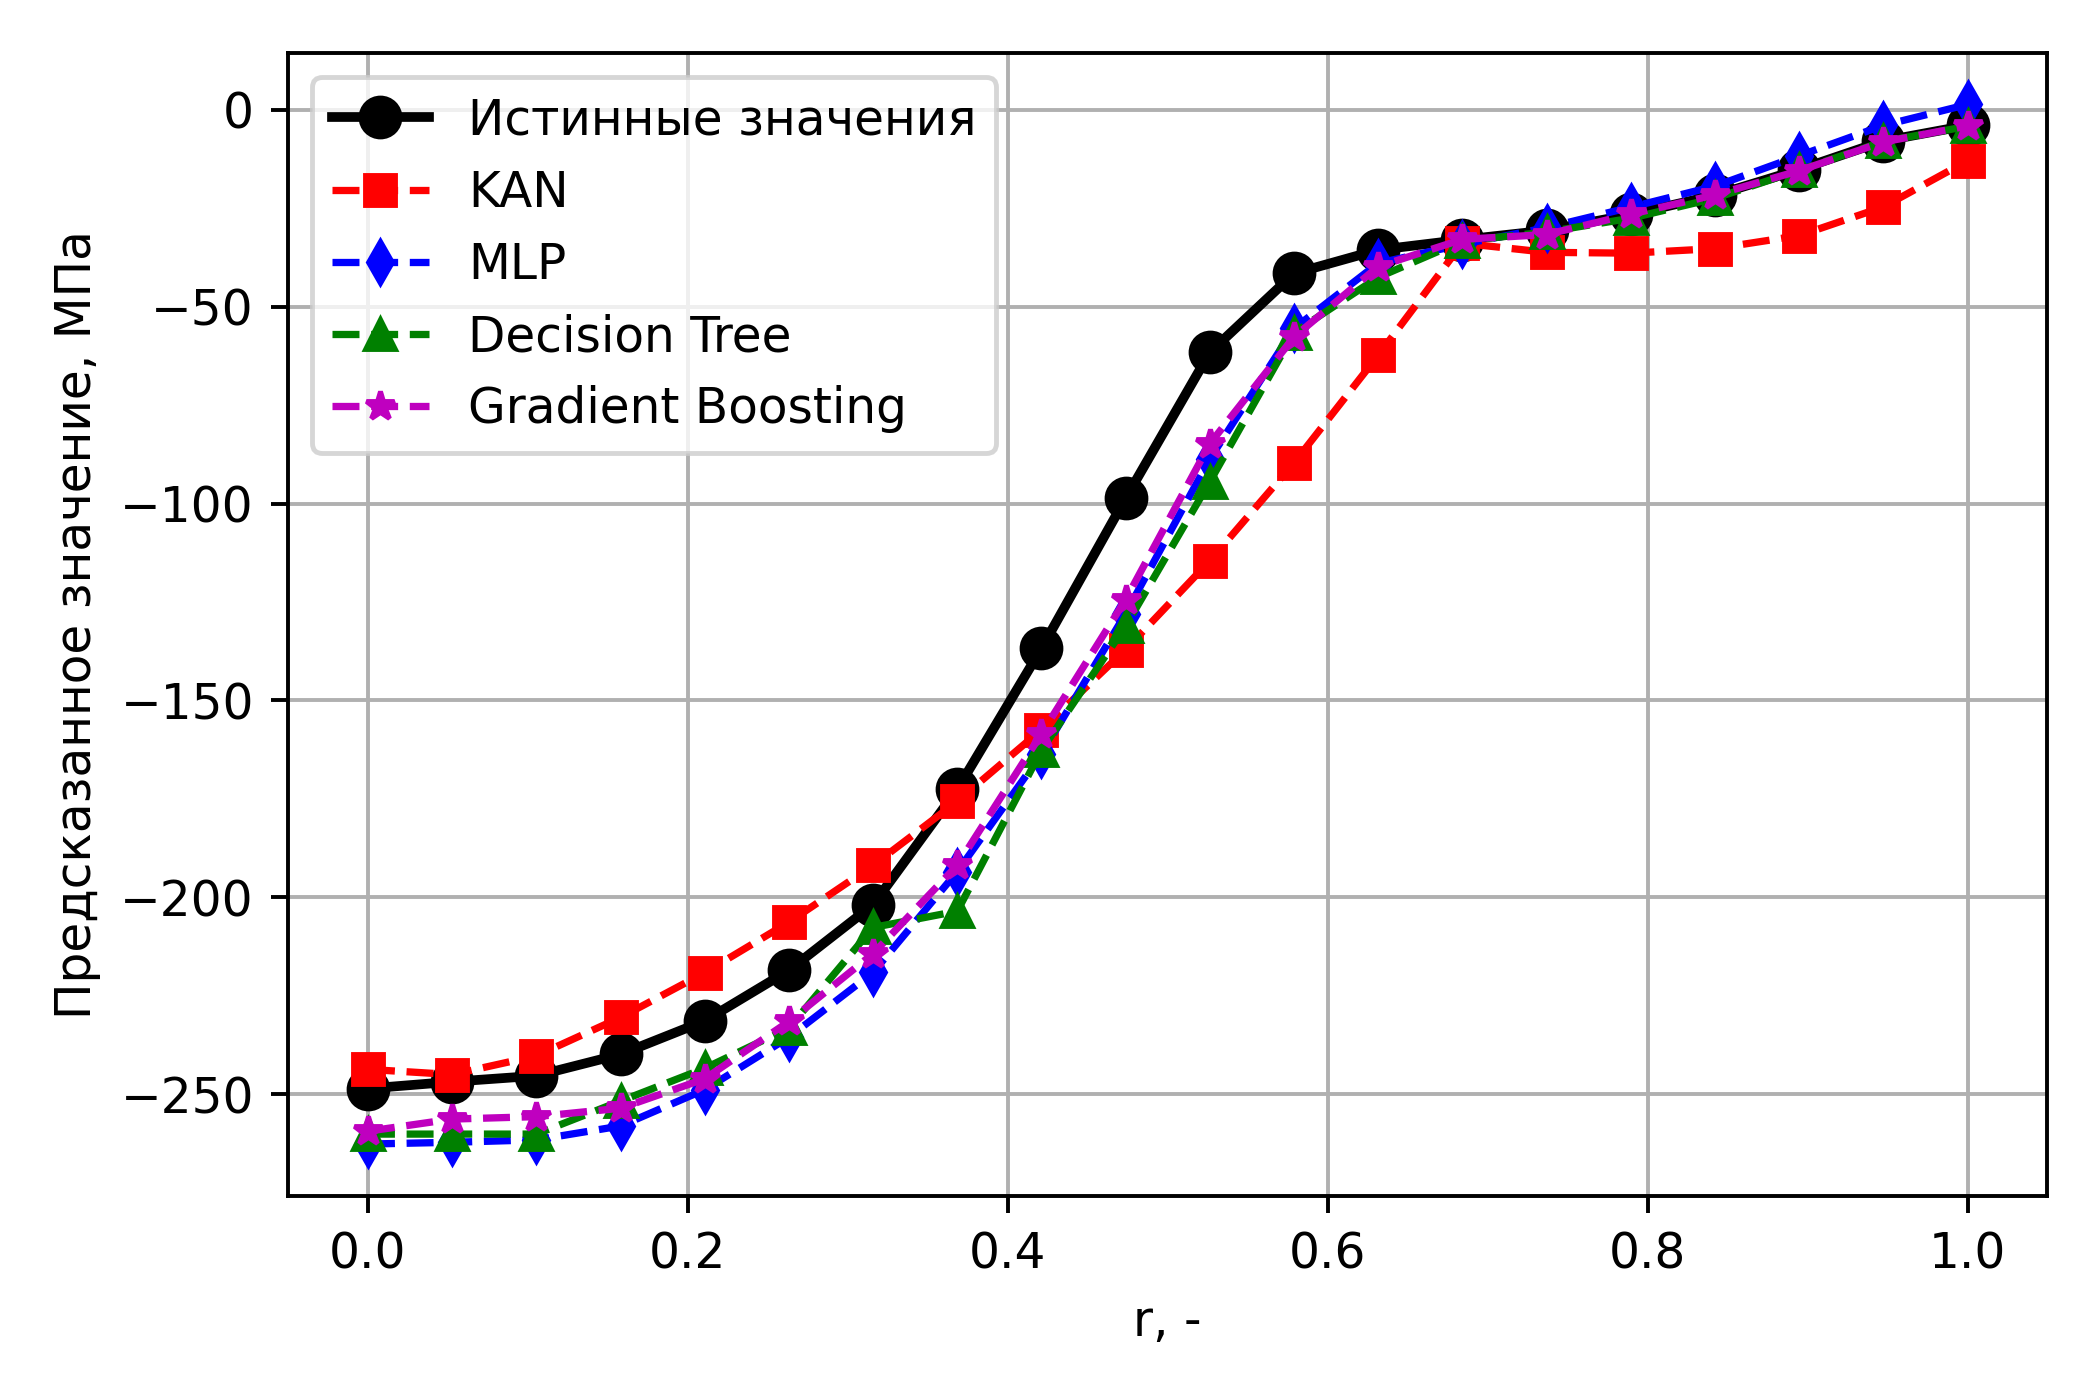 Истинные значения
KAN
MLP
Decision Tree
Gradient Boosting
Предсказанное значение, МПа
0
−50
−100
−150
−200
−250
0.0 0.2 0.4 0.6 0.8 1.0
r, -